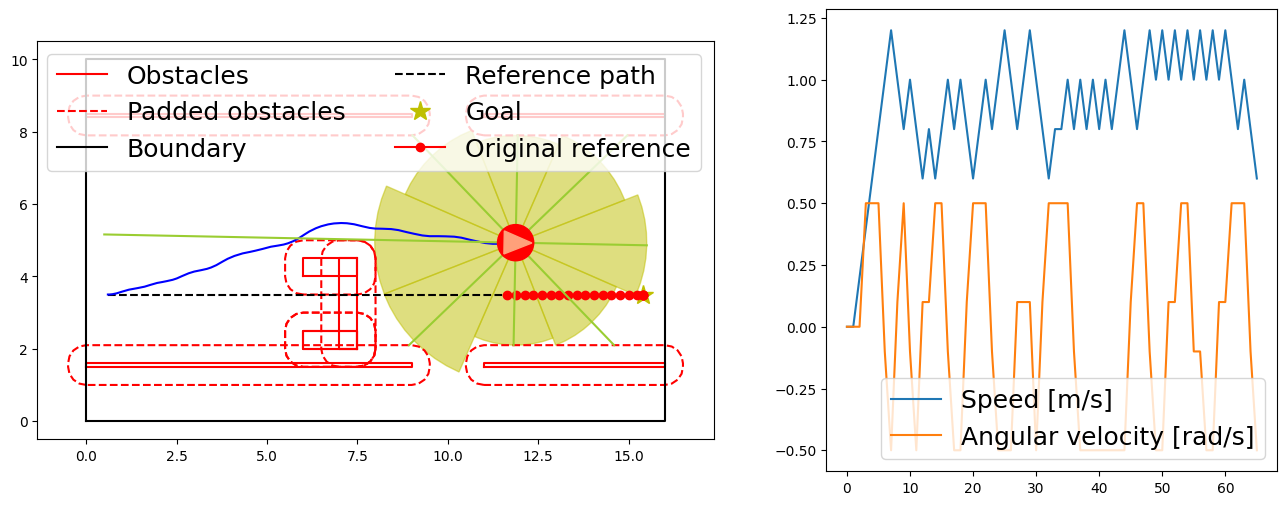 Obstacles
Padded obstacles
Boundary
Reference path
Goal
Original reference
10
8
6
4
2
0
0.0 2.5 5.0 7.5 10.0 12.5 15.0
1.25
1.00
0.75
0.50
0.25
0.00
−0.25
−0.50
Speed [m/s]
Angular velocity [rad/s]
0 10 20 30 40 50 60